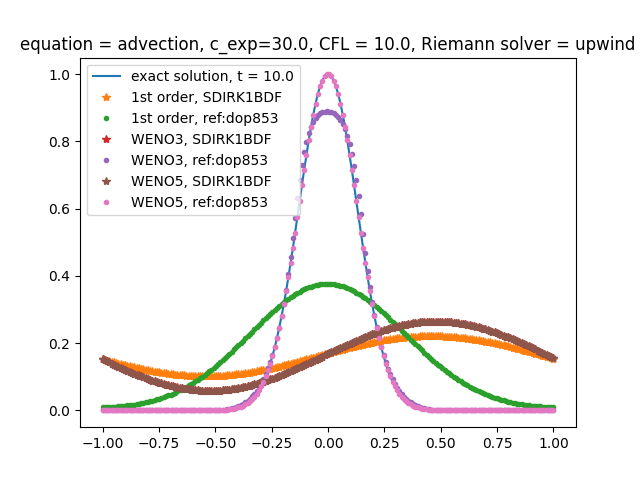 equation = advection, c_exp=30.0, CFL = 10.0, Riemann solver = upwind
exact solution, t = 10.0
1st order, SDIRK1BDF
1st order, ref:dop853
WENO3, SDIRK1BDF
WENO3, ref:dop853
WENO5, SDIRK1BDF
WENO5, ref:dop853
1.0
0.8
0.6
0.4
0.2
0.0
−1.00 −0.75 −0.50 −0.25 0.00 0.25 0.50 0.75 1.00